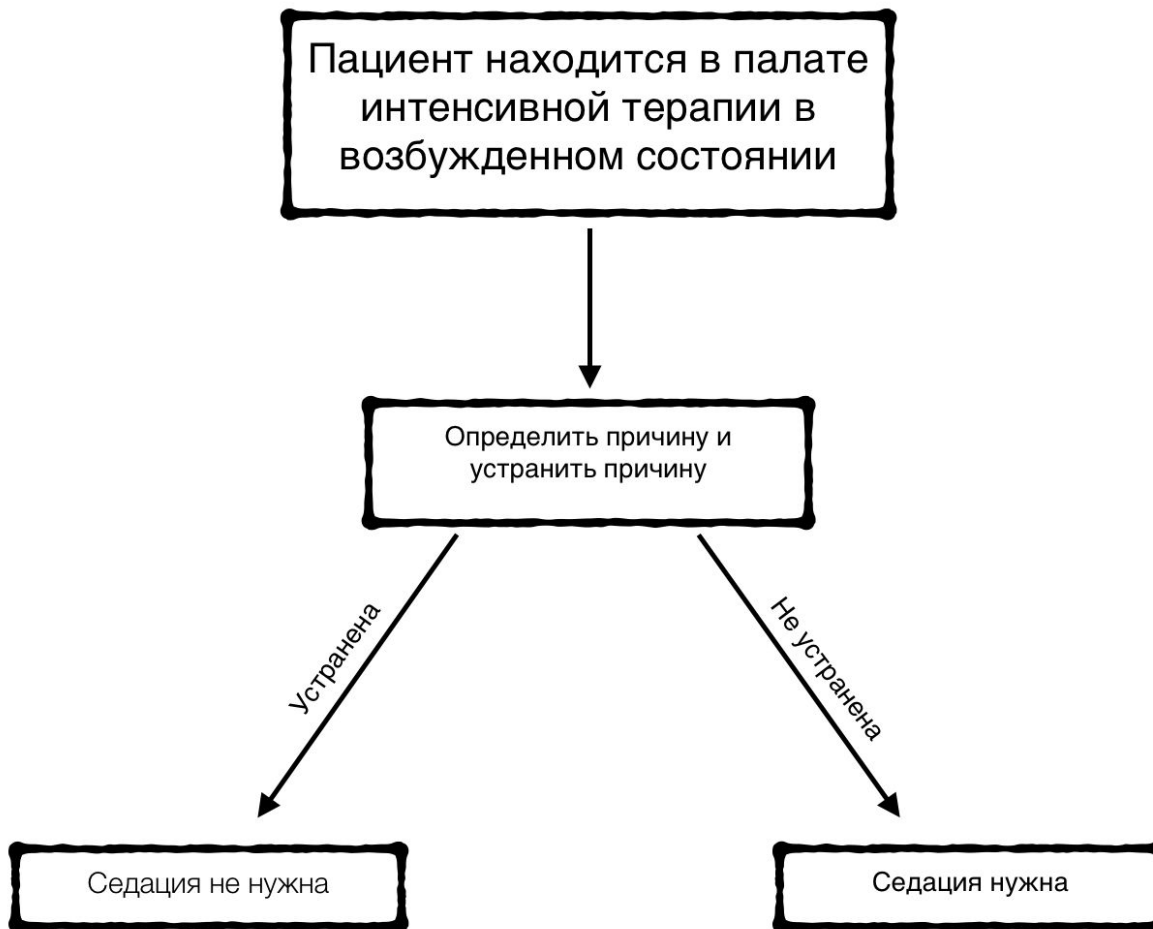 Пациент находится в палате
интенсивной терапии в
возбужденном состоянии
Определить причину и
устранить причину
Устранена
Не устранена
Седация не нужна
Седация нужна